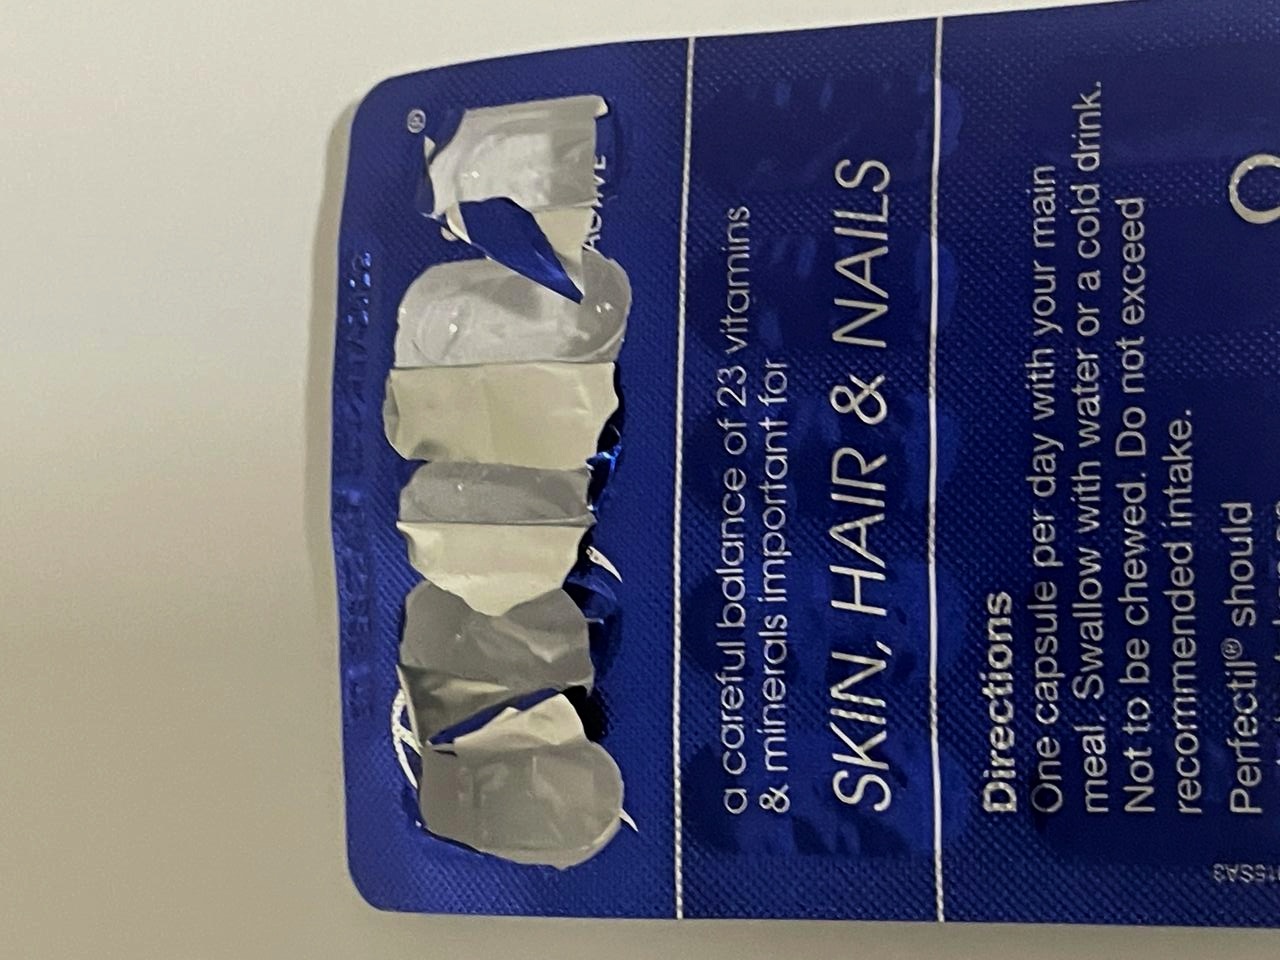 ®
a careful balance of 23 vitamins
& minerals important for
SKIN, HAIR & NAILS
Directions
One capsule per day with your main
meal. Swallow with water or a cold drink.
Not to be chewed. Do not exceed
recommended intake.
Perfectil® should